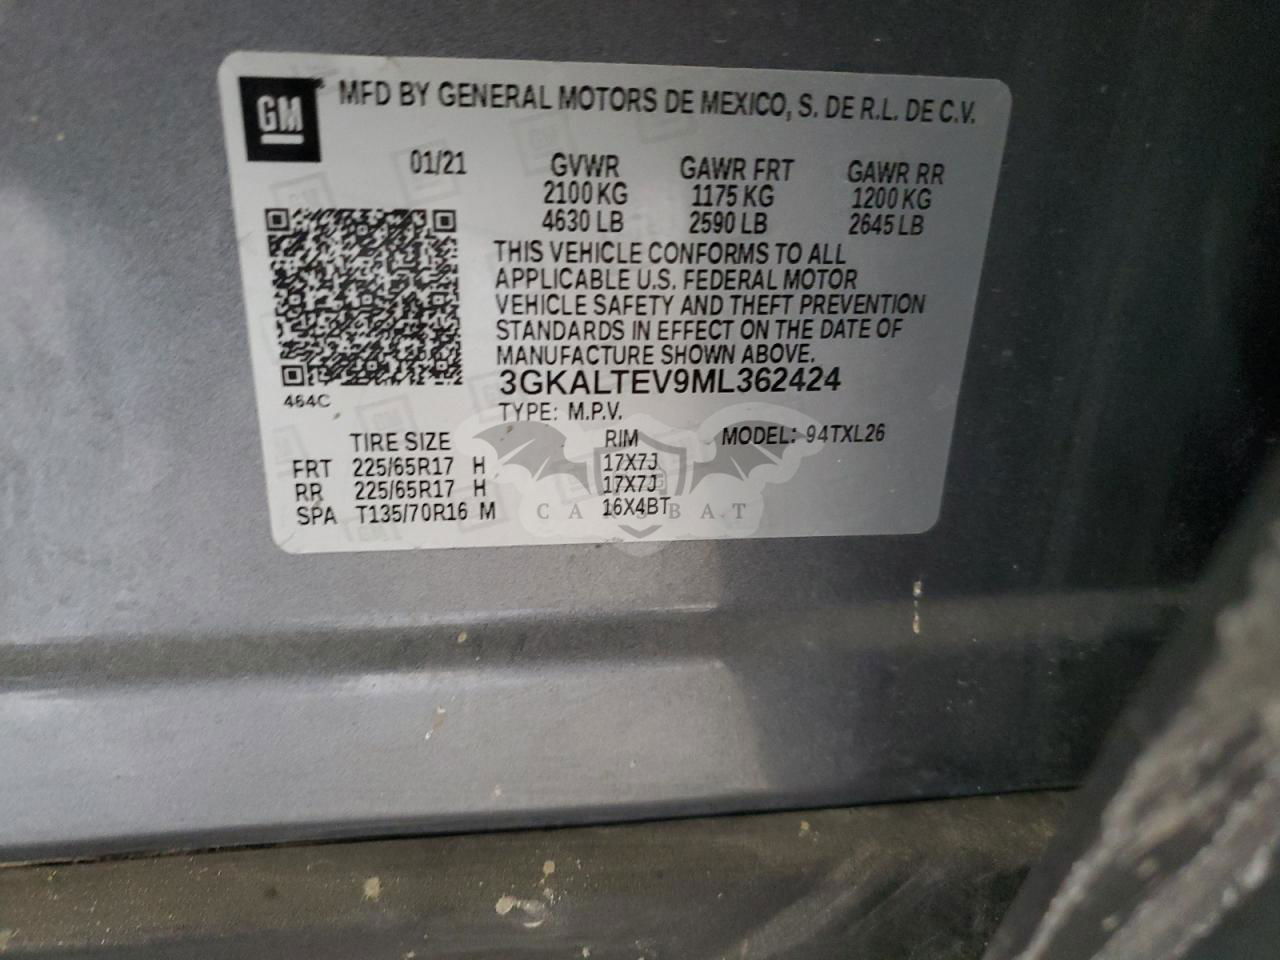 GM
MFD BY GENERAL MOTORS DE MEXICO, S. DE R.L. DE C.V.
01/21 GVWR GAWR FRT GAWR RR
2100 KG 1175 KG 1200 KG
4630 LB 2590 LB 2645 LB
THIS VEHICLE CONFORMS TO ALL
APPLICABLE U.S. FEDERAL MOTOR
VEHICLE SAFETY AND THEFT PREVENTION
STANDARDS IN EFFECT ON THE DATE OF
MANUFACTURE SHOWN ABOVE.
3GKALTEV9ML362424
464C
TYPE: M.P.V.
TIRE SIZE RIM MODEL: 94TXL26
FRT 225/65R17 H 17X7J
RR 225/65R17 H 17X7J
SPA T135/70R16 M 16X4BT
CARSBAT